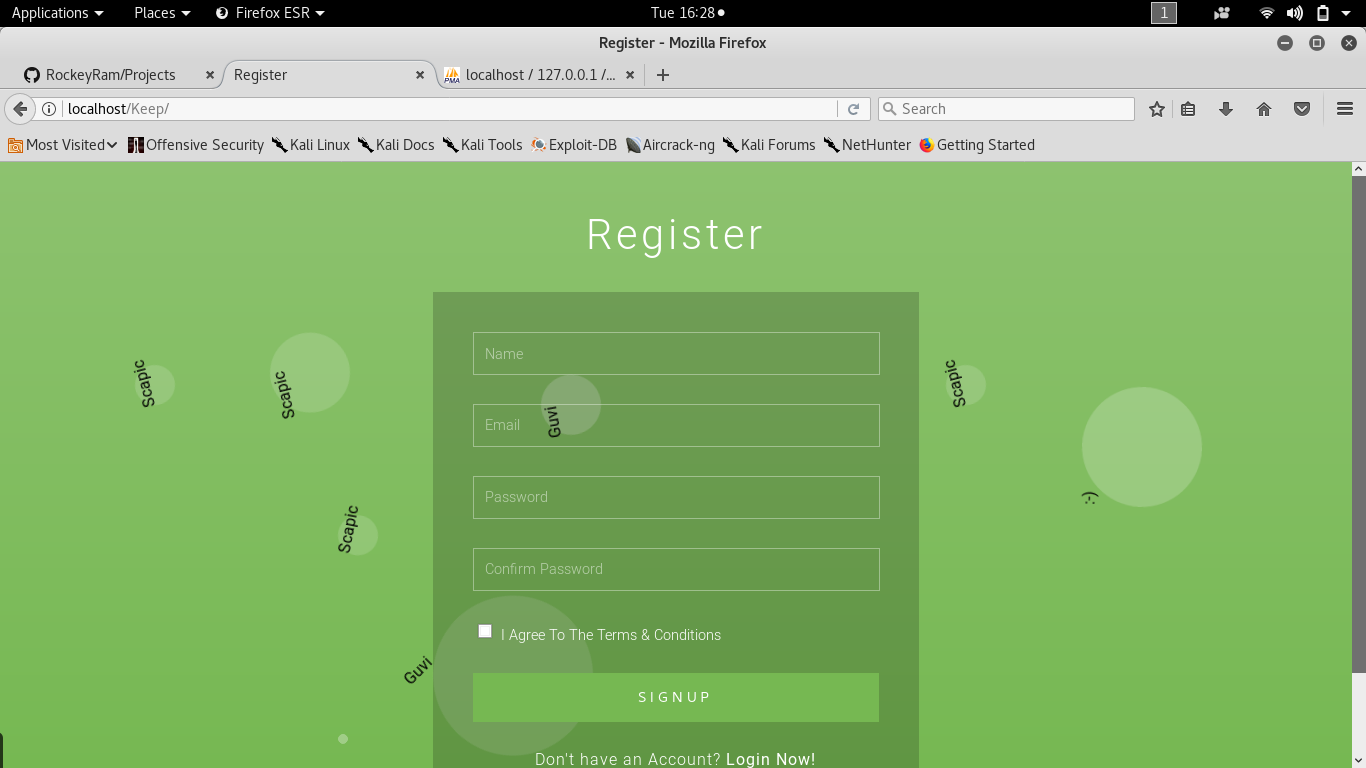 Applications Places Firefox ESR Tue 16:28 1
Register - Mozilla Firefox
RockeyRam/Projects Register PMA localhost / 127.0.0.1 /...
localhost/Keep/ Search
Most Visited Offensive Security Kali Linux Kali Docs Kali Tools Exploit-DB Aircrack-ng Kali Forums NetHunter Getting Started
Register
Name
Scapic
Scapic
Scapic
Guvi
Email
Password
:-)
Scapic
Confirm Password
I Agree To The Terms & Conditions
Guvi
SIGNUP
Don't have an Account? Login Now!